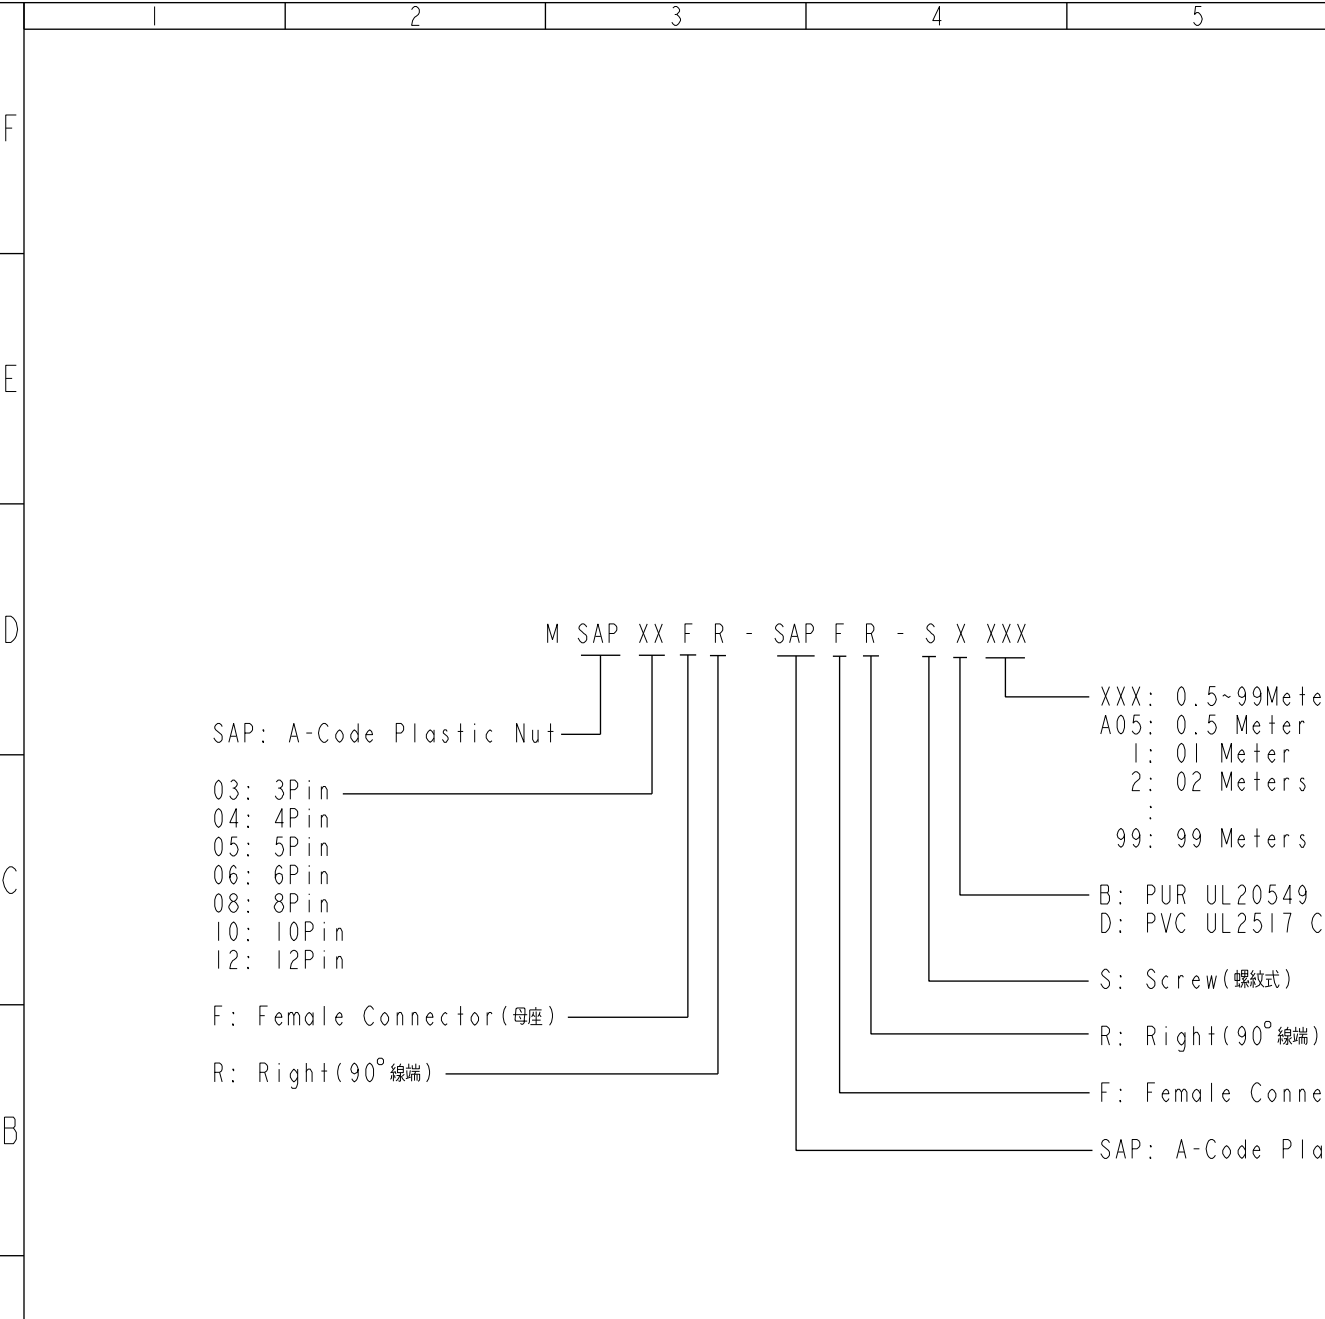 1 2 3 4 5
F
E
D
C
B
M SAP XX F R - SAP F R - S X XXX
SAP: A-Code Plastic Nut
03: 3Pin
04: 4Pin
05: 5Pin
06: 6Pin
08: 8Pin
10: 10Pin
12: 12Pin
F: Female Connector(母座)
R: Right(90°線端)
XXX: 0.5~99Mete
A05: 0.5 Meter
1: 01 Meter
2: 02 Meters
:
99: 99 Meters
B: PUR UL20549
D: PVC UL2517 C
S: Screw(螺紋式)
R: Right(90°線端)
F: Female Conne
SAP: A-Code Pla